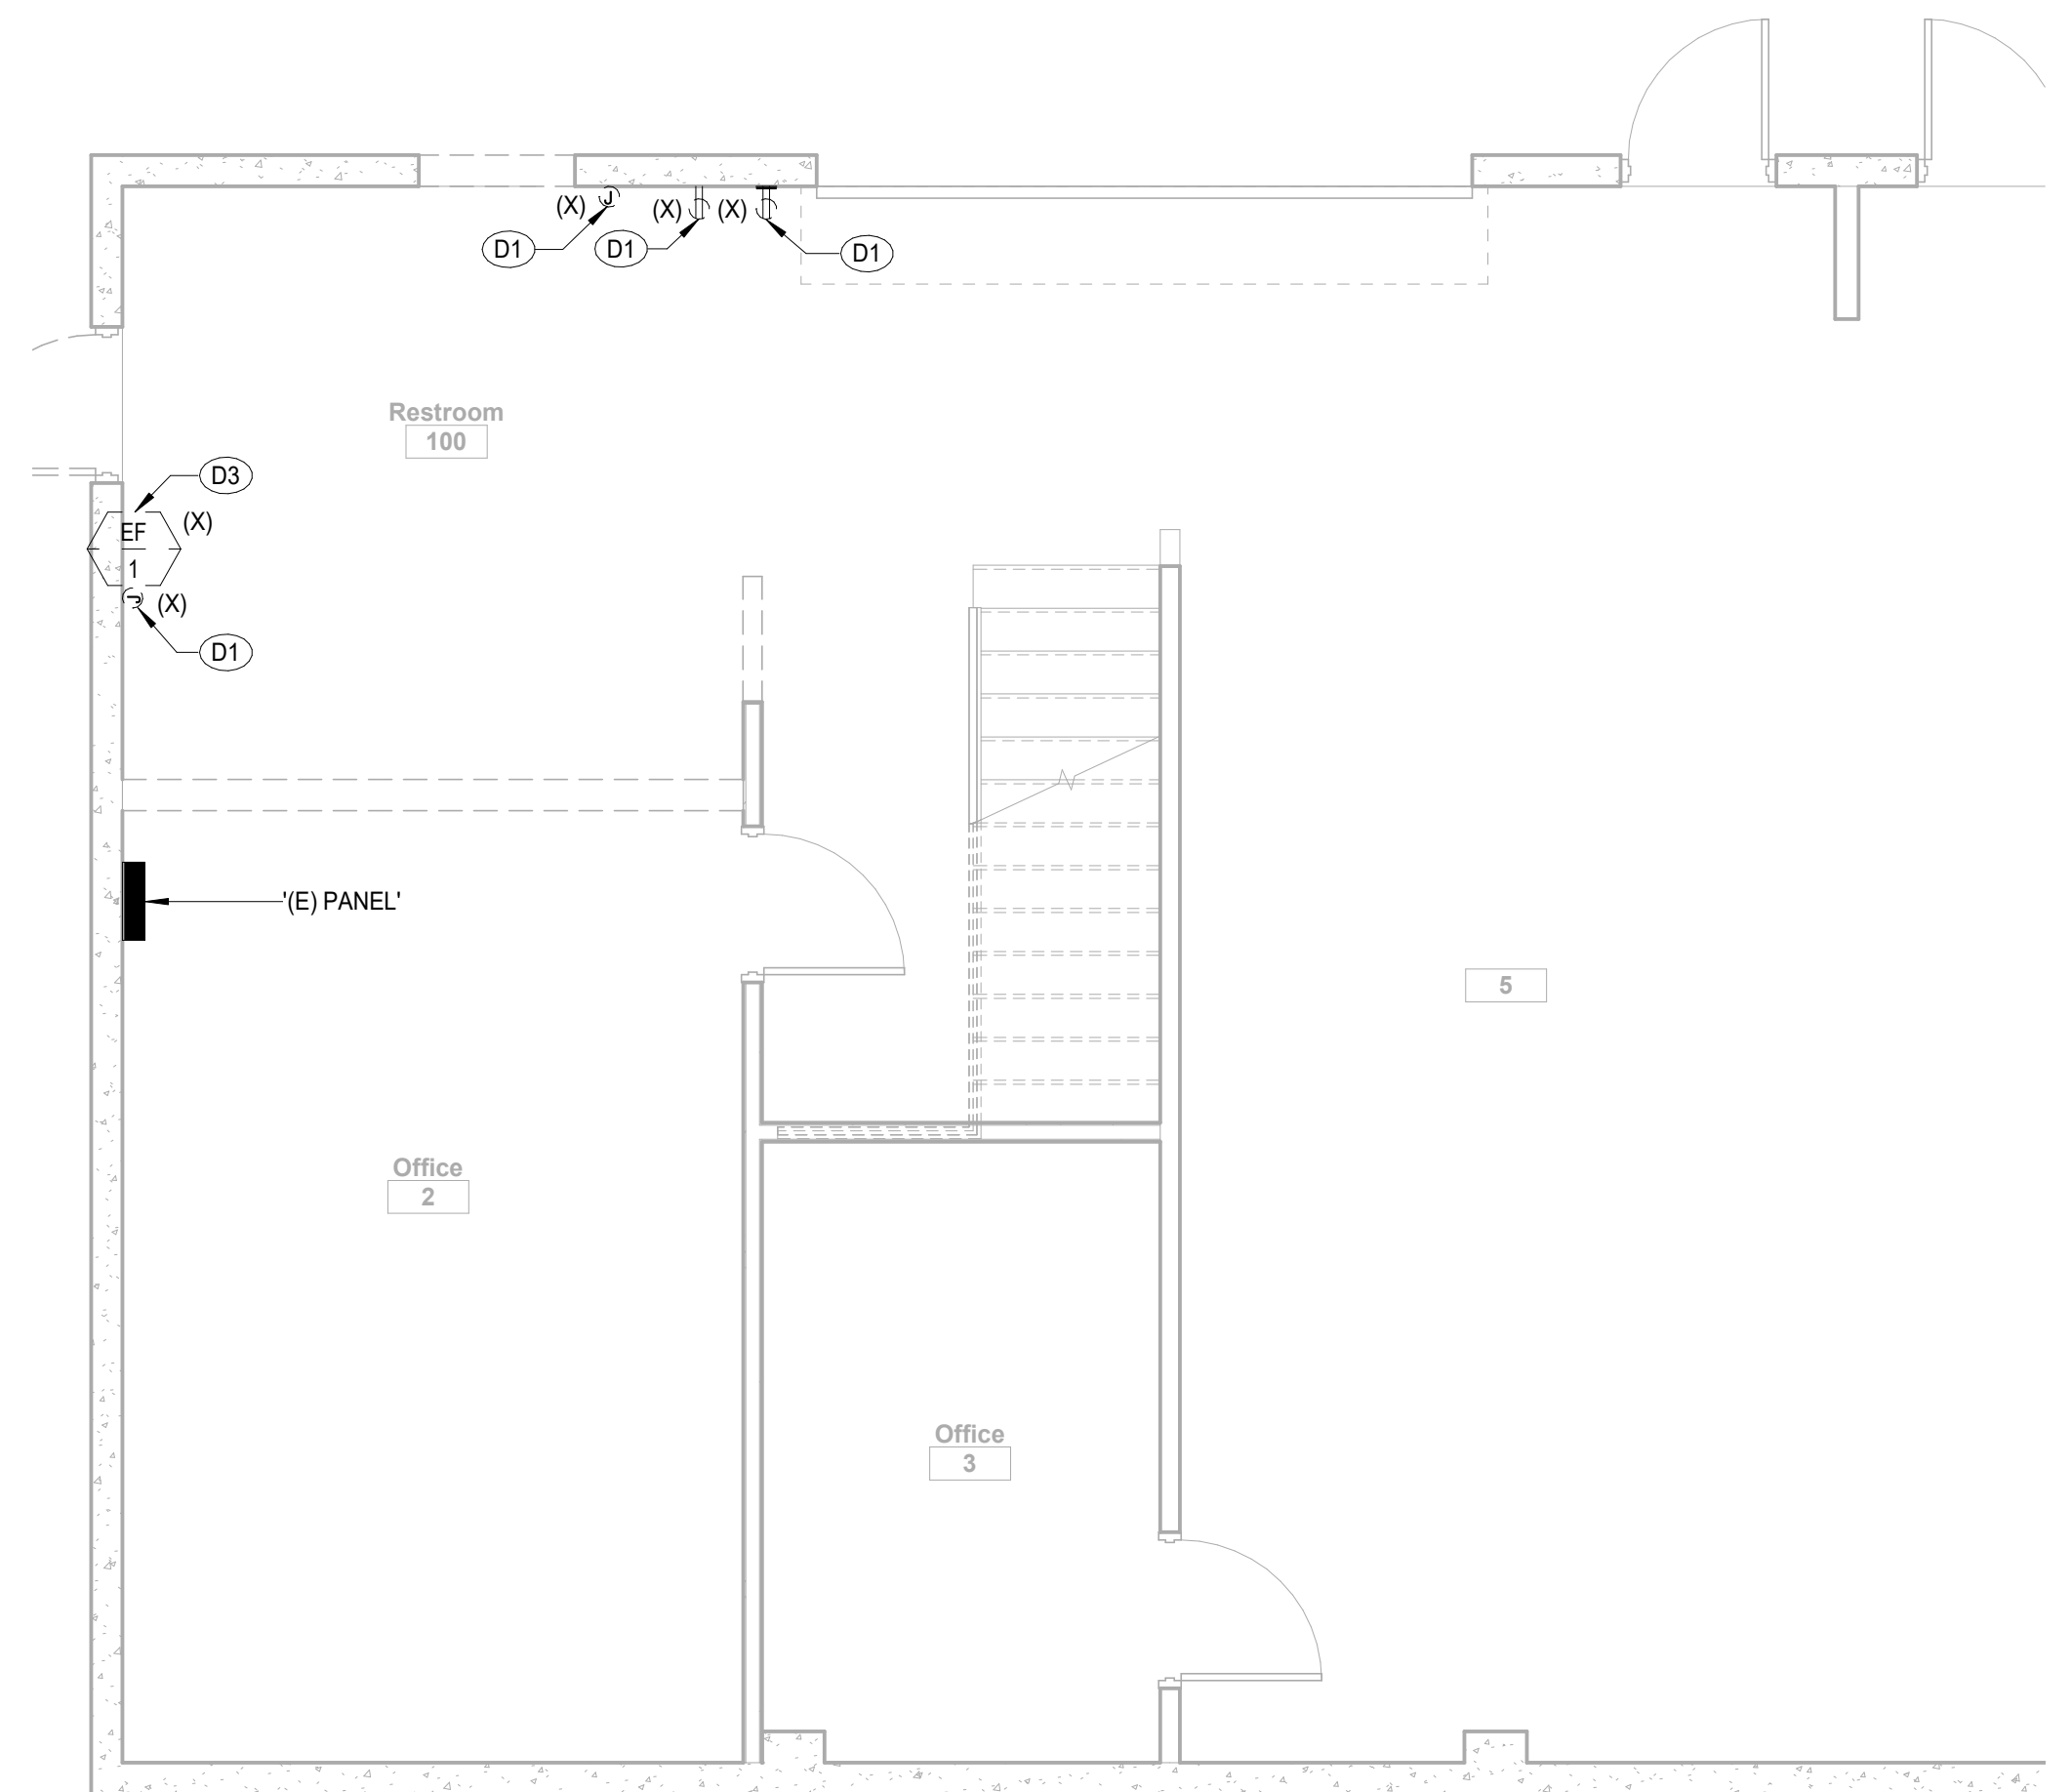 J
(X) (X) (X)
D1 D1 D1
Restroom
100
D3
EF
1
(X)
J
(X)
D1
'(E) PANEL'
5
Office
2
Office
3